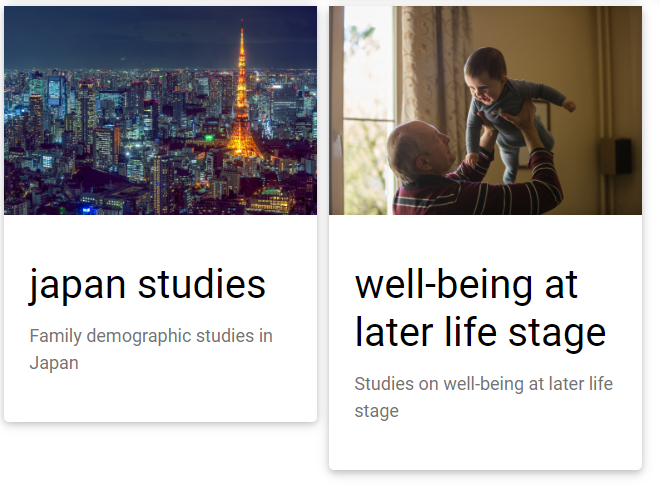 japan studies
Family demographic studies in
Japan
well-being at
later life stage
Studies on well-being at later life
stage